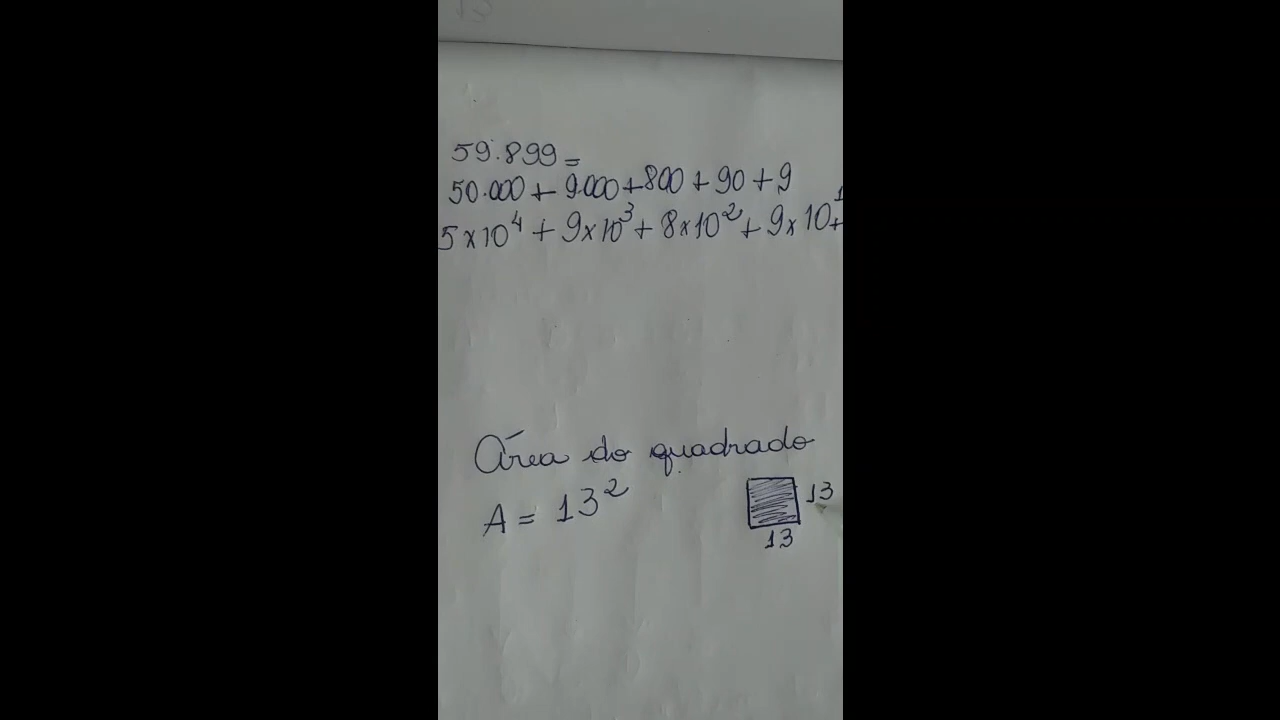 59.899 =
50.000 + 9.000 + 800 + 90 + 9
5 x 10⁴ + 9 x 10³ + 8 x 10² + 9 x 10¹ +
Área do quadrado
A = 13²
13
13